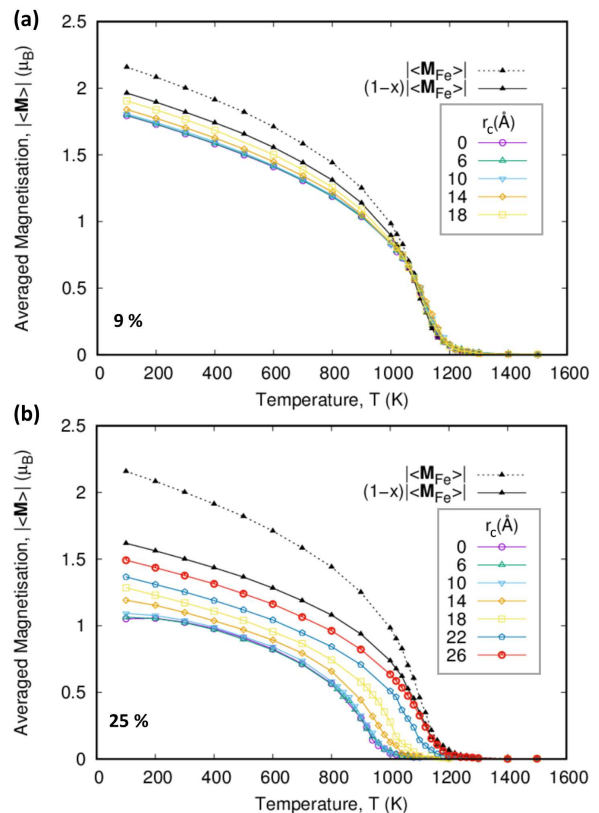 (a)
Averaged Magnetisation, |<M>| (μB)
2.5
2
1.5
1
0.5
0
|<MFe>|
(1−x)|<MFe>|
rc(Å)
0
6
10
14
18
9 %
0 200 400 600 800 1000 1200 1400 1600
Temperature, T (K)
(b)
Averaged Magnetisation, |<M>| (μB)
2.5
2
1.5
1
0.5
0
|<MFe>|
(1−x)|<MFe>|
rc(Å)
0
6
10
14
18
22
26
25 %
0 200 400 600 800 1000 1200 1400 1600
Temperature, T (K)